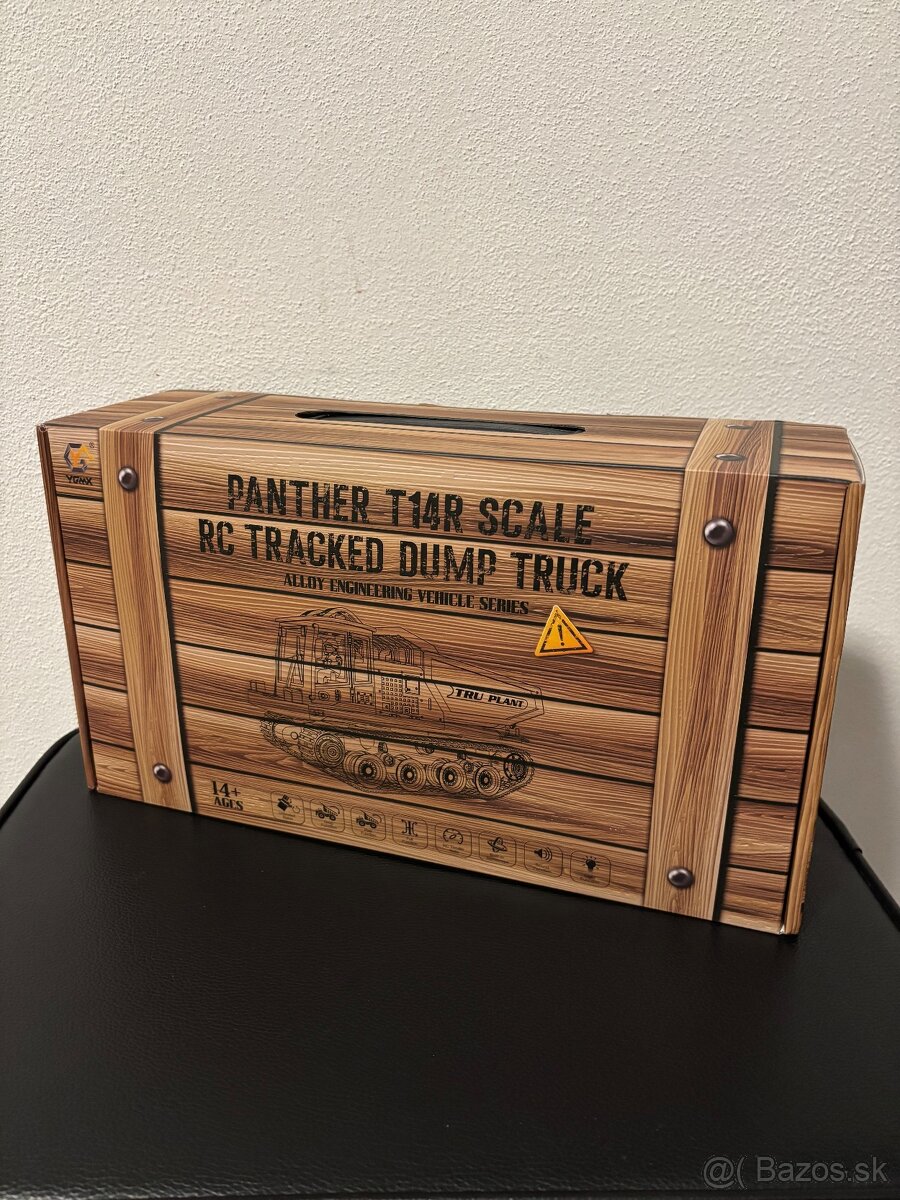 YGMX
PANTHER T14R SCALE
RC TRACKED DUMP TRUCK
ALLOY ENGINEERING VEHICLE SERIES
TRU PLANT
14+
AGES
@( Bazos.sk